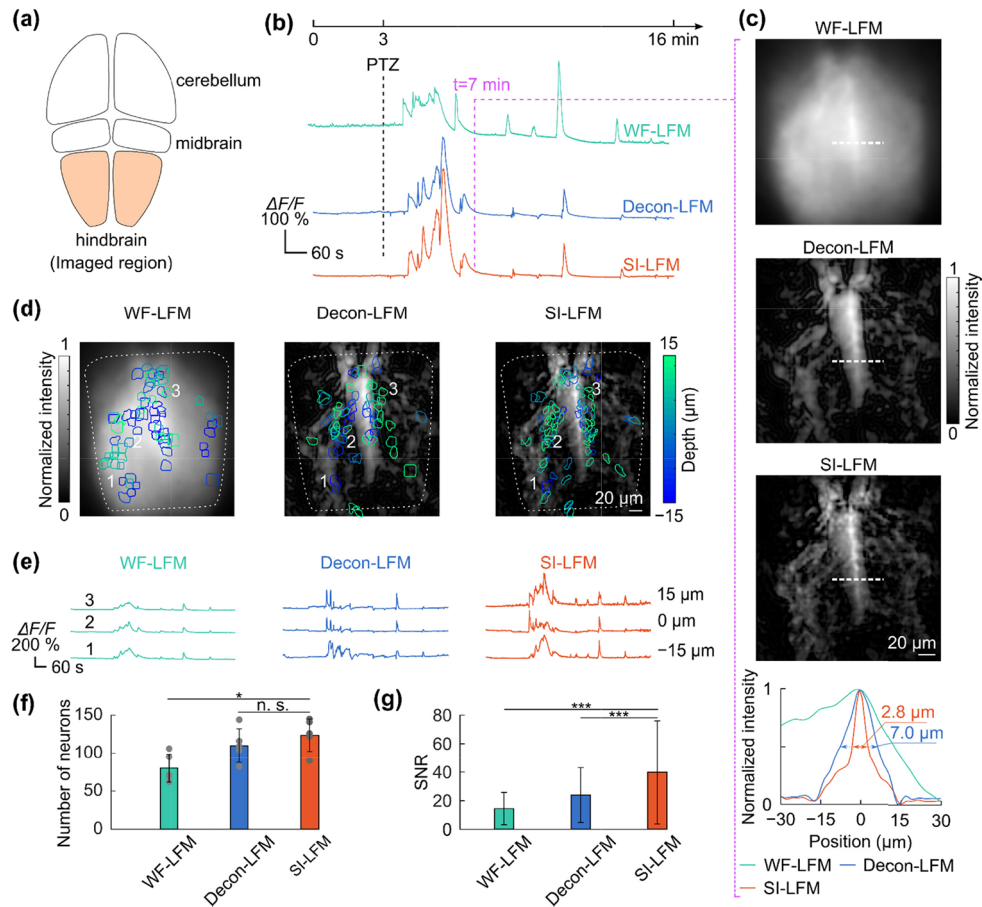 (a)
cerebellum
midbrain
hindbrain
(Imaged region)
(b)
0
3
16 min
PTZ
t=7 min
WF-LFM
Decon-LFM
SI-LFM
ΔF/F
100 %
60 s
(c)
WF-LFM
Decon-LFM
1
0
Normalized intensity
SI-LFM
20 µm
Normalized intensity
1
0
2.8 µm
7.0 µm
−30 −15 0 15 30
Position (µm)
WF-LFM Decon-LFM
SI-LFM
(d)
WF-LFM
Decon-LFM
SI-LFM
Normalized intensity
1
0
3
2
1
3
2
1
3
2
1
20 µm
15
−15
Depth (µm)
(e)
WF-LFM
Decon-LFM
SI-LFM
3
2
1
ΔF/F
200 %
60 s
15 µm
0 µm
−15 µm
(f)
Number of neurons
150
100
50
0
*
n. s.
WF-LFM
Decon-LFM
SI-LFM
(g)
SNR
80
60
40
20
0
***
***
WF-LFM
Decon-LFM
SI-LFM